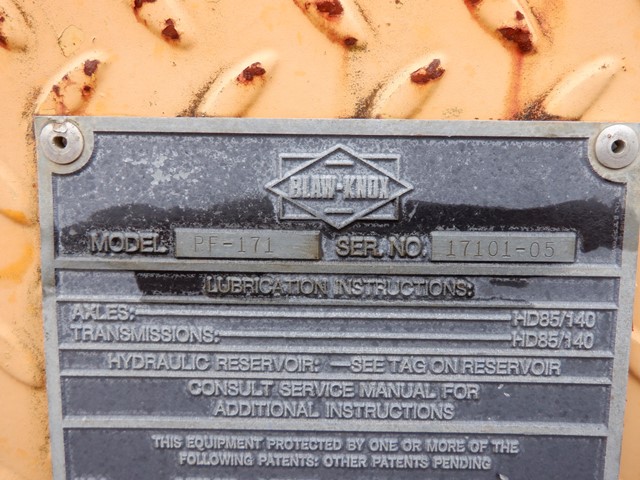 BLAW-KNOX
MODEL PF-171 SER. NO. 17101-05
LUBRICATION INSTRUCTIONS:
AXLES: HD85/140
TRANSMISSIONS: HD85/140
HYDRAULIC RESERVOIR: —SEE TAG ON RESERVOIR
CONSULT SERVICE MANUAL FOR
ADDITIONAL INSTRUCTIONS
THIS EQUIPMENT PROTECTED BY ONE OR MORE OF THE
FOLLOWING PATENTS: OTHER PATENTS PENDING